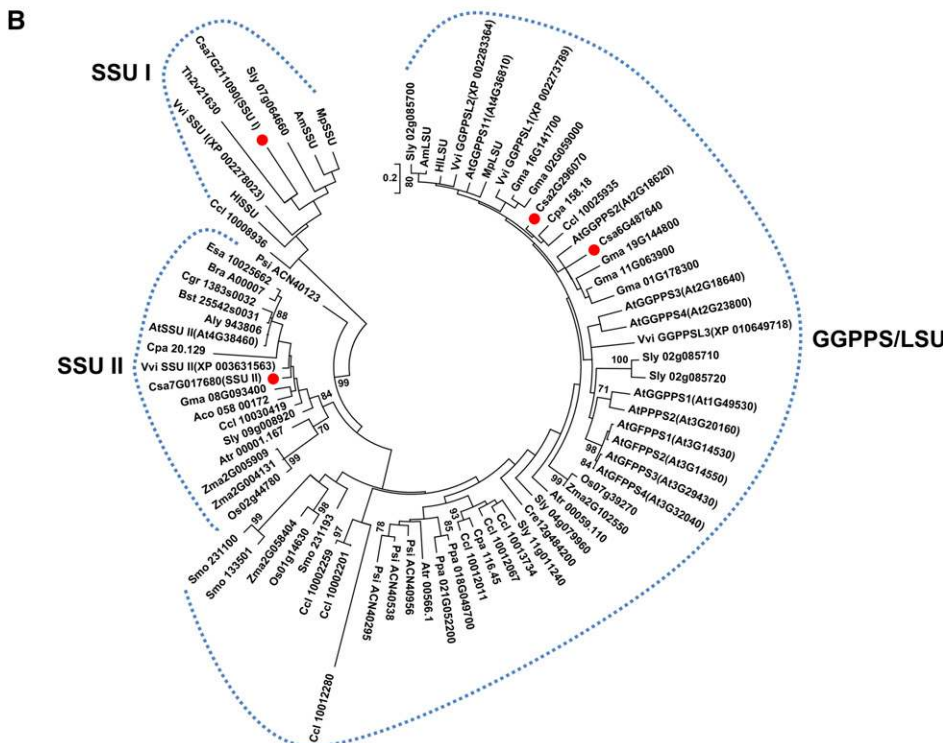 B
SSU I
Csa7G211090(SSU I)
Th2v21630
Sly 07g064660
AmSSU
MpSSU
Vvi SSU I(XP 002278023)
HlSSU
Ccl 10008936
Psi ACN40123
SSU II
Esa 10025662
Bra A00007
Cgr 1383s0032
Bst 25542s0031
88
Aly 943806
AtSSU II(At4G38460)
Cpa 20.129
Vvi SSU II(XP 003631563)
Csa7G017680(SSU II)
Gma 08G093400
Aco 058 00172
Ccl 10030419
Sly 09g008920
84
Atr 00001.167
70
Zma2G005909
Zma2G004131
Os02g44780
99
99
Smo 231100
Smo 133501
99
Zma2G058404
Os01g14630
98
Smo 231193
Ccl 10002259
97
Ccl 10002201
Ccl 10012280
Psi ACN40295
78
Psi ACN40538
Psi ACN40956
Atr 00566.1
Ppa 021G052200
85
Ppa 018G049700
Ccl 10012011
93
Cpa 116.45
Ccl 10012067
Ccl 10013734
Sly 11g011240
Cre12g484200
Sly 04g079960
Atr 00059.110
Zma2G102550
99
Os07g39270
AtGFPPS4(At3G32040)
84
AtGFPPS3(At3G29430)
98
AtGFPPS2(At3G14550)
AtGFPPS1(At3G14530)
AtPPPS2(At3G20160)
71
AtGGPPS1(At1G49530)
Sly 02g085720
100
Sly 02g085710
Vvi GGPPSL3(XP 010649718)
AtGGPPS4(At2G23800)
AtGGPPS3(At2G18640)
Gma 01G178300
Gma 11G063900
Gma 19G144800
Csa6G487640
AtGGPPS2(At2G18620)
Ccl 10025935
Cpa 158.18
Csa2G296070
Gma 02G059000
Gma 16G141700
Vvi GGPPSL1(XP 002273789)
MpLSU
AtGGPPS11(At4G36810)
Vvi GGPPSL2(XP 002283364)
HlLSU
AmLSU
Sly 02g085700
80
0.2
GGPPS/LSU